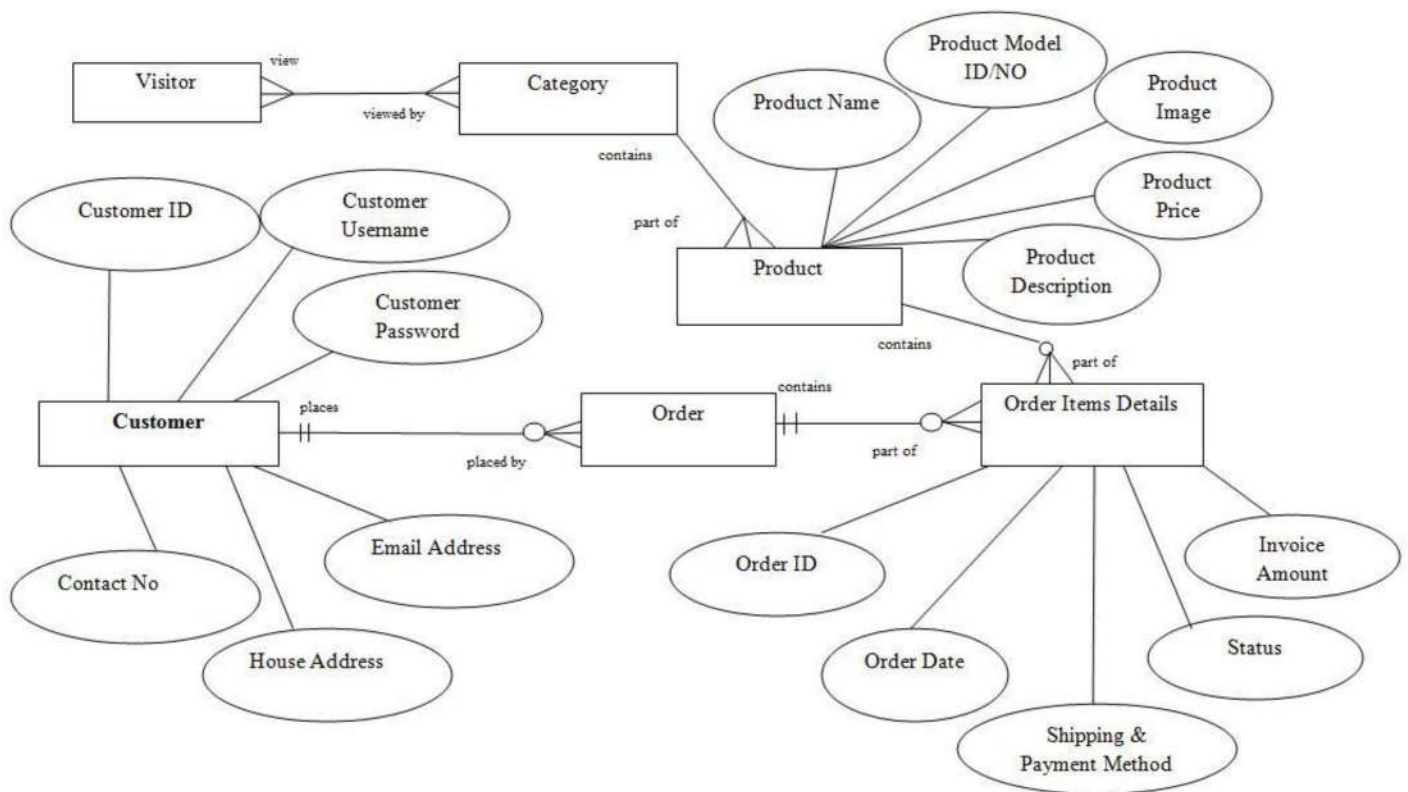 Visitor
view
viewed by
Category
contains
part of
Product Name
Product Model
ID/NO
Product
Image
Product
Price
Product
Description
Product
Customer ID
Customer
Username
Customer
Password
contains
part of
Customer
places
placed by
Order
contains
part of
Order Items Details
Contact No
House Address
Email Address
Order ID
Order Date
Shipping &
Payment Method
Status
Invoice
Amount